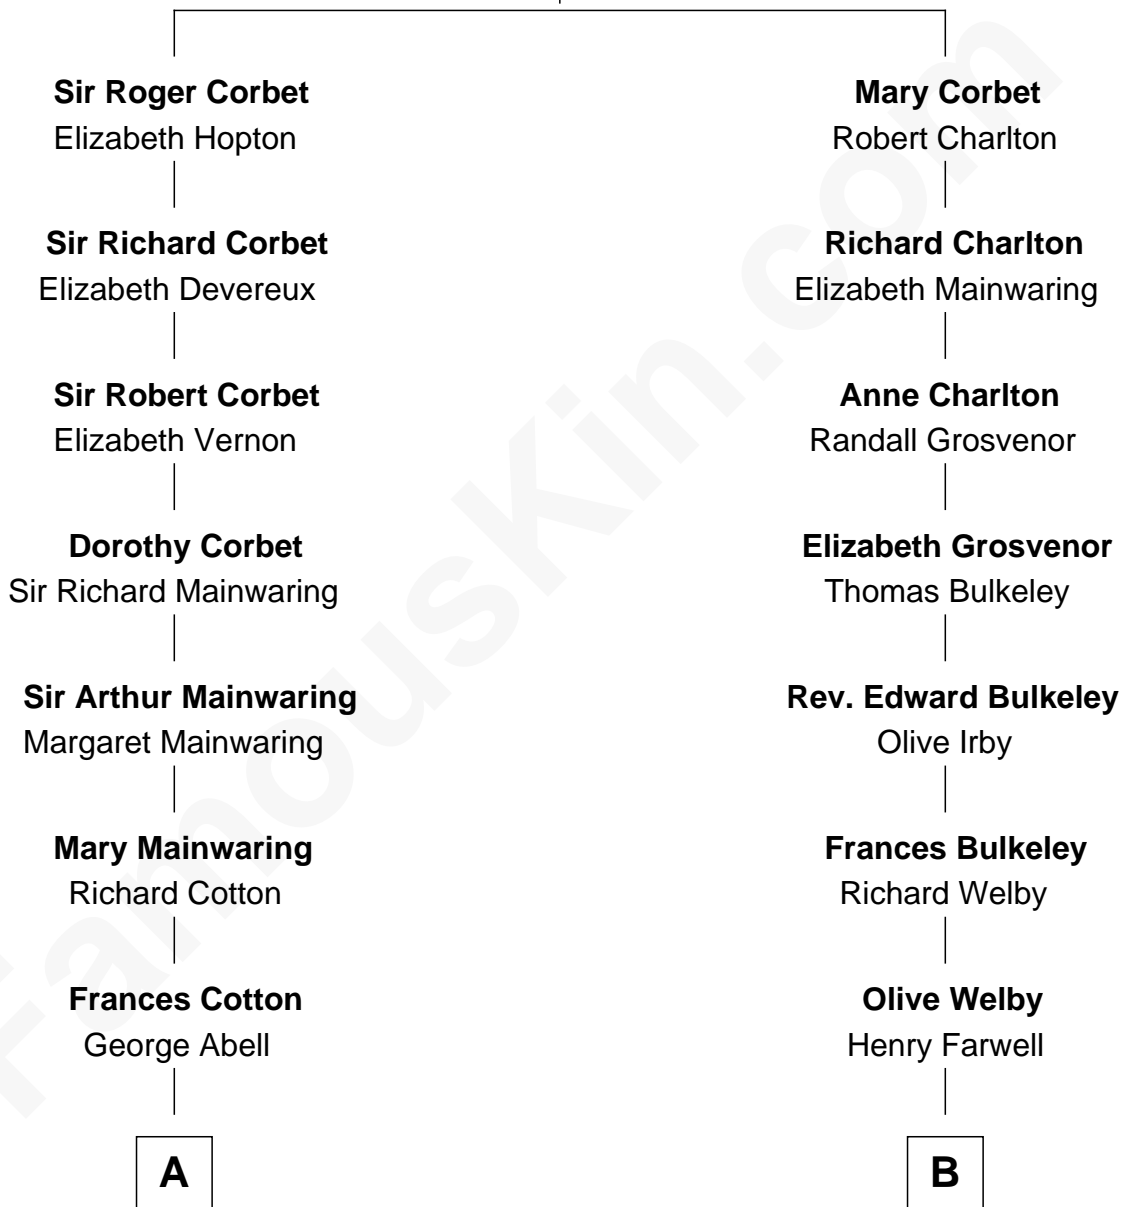 Sir Roger Corbet
Elizabeth Hopton
Sir Richard Corbet
Elizabeth Devereux
Sir Robert Corbet
Elizabeth Vernon
Dorothy Corbet
Sir Richard Mainwaring
Sir Arthur Mainwaring
Margaret Mainwaring
Mary Mainwaring
Richard Cotton
Frances Cotton
George Abell
A
Mary Corbet
Robert Charlton
Richard Charlton
Elizabeth Mainwaring
Anne Charlton
Randall Grosvenor
Elizabeth Grosvenor
Thomas Bulkeley
Rev. Edward Bulkeley
Olive Irby
Frances Bulkeley
Richard Welby
Olive Welby
Henry Farwell
B
FamousKin.com